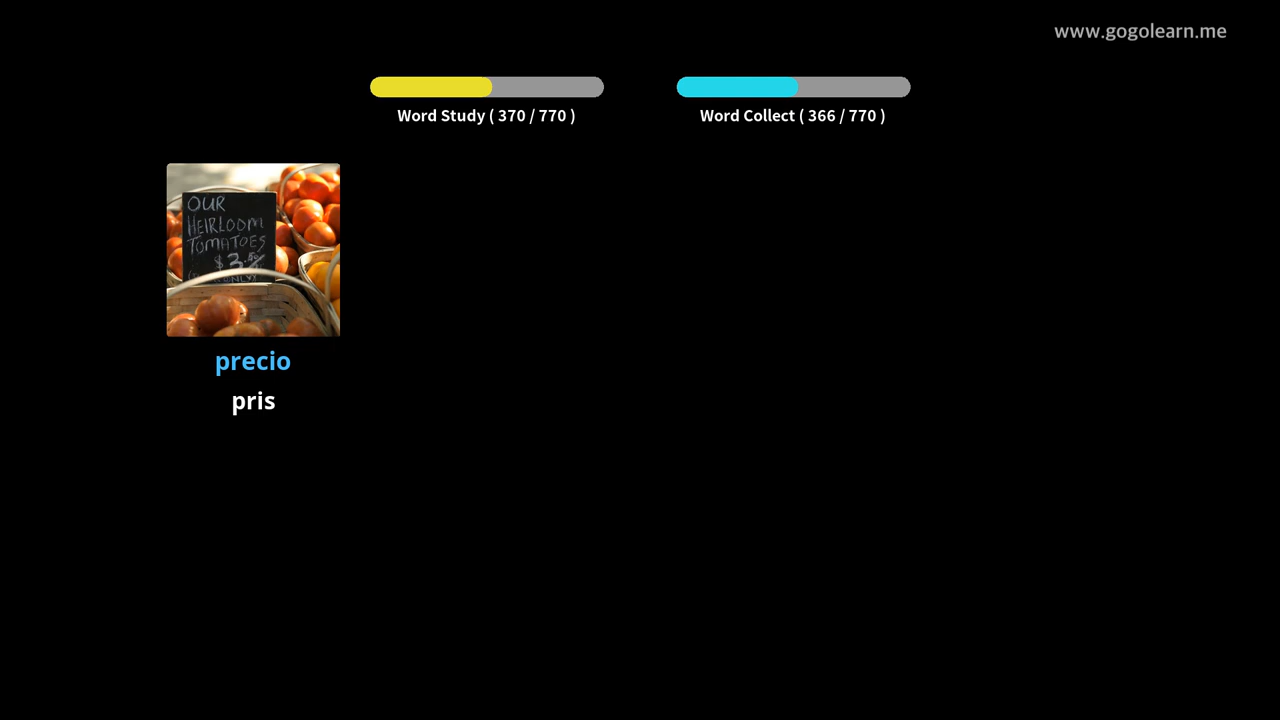 www.gogolearn.me
Word Study ( 370 / 770 )
Word Collect ( 366 / 770 )
OUR
HEIRLOOM
TOMATOES
precio
pris